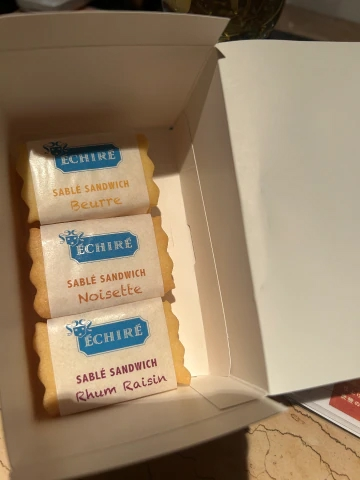 ÉCHIRÉ
SABLÉ SANDWICH
Beurre
ÉCHIRÉ
SABLÉ SANDWICH
Noisette
ÉCHIRÉ
SABLÉ SANDWICH
Rhum Raisin